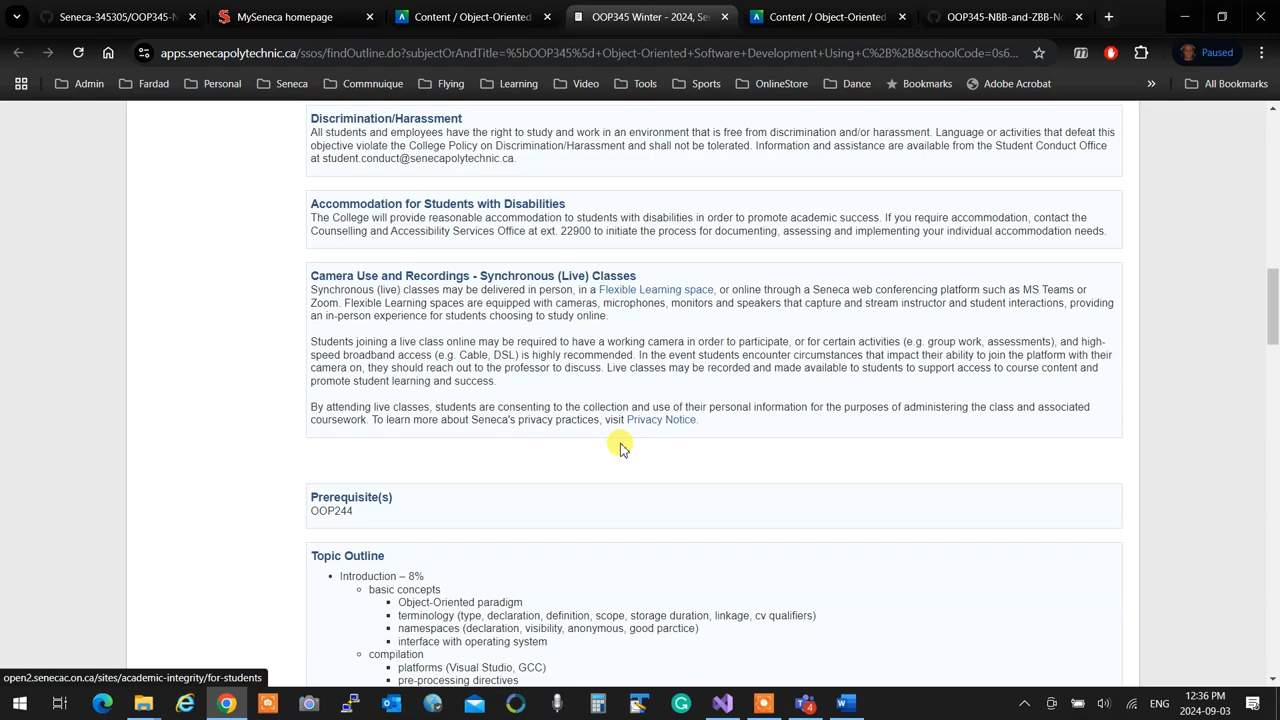 Seneca-345305/OOP345-N
MySeneca homepage
Content / Object-Oriented
OOP345 Winter - 2024, Se
Content / Object-Oriented
OOP345-NBB-and-ZBB-No
apps.senecapolytechnic.ca/ssos/findOutline.do?subjectOrAndTitle=%5bOOP345%5d+Object-Oriented+Software+Development+Using+C%2B%2B&schoolCode=0s6...
Paused
Admin Fardad Personal Seneca Commnuique Flying Learning Video Tools Sports OnlineStore Dance Bookmarks Adobe Acrobat » All Bookmarks
Discrimination/Harassment
All students and employees have the right to study and work in an environment that is free from discrimination and/or harassment. Language or activities that defeat this
objective violate the College Policy on Discrimination/Harassment and shall not be tolerated. Information and assistance are available from the Student Conduct Office
at student.conduct@senecapolytechnic.ca.
Accommodation for Students with Disabilities
The College will provide reasonable accommodation to students with disabilities in order to promote academic success. If you require accommodation, contact the
Counselling and Accessibility Services Office at ext. 22900 to initiate the process for documenting, assessing and implementing your individual accommodation needs.
Camera Use and Recordings - Synchronous (Live) Classes
Synchronous (live) classes may be delivered in person, in a Flexible Learning space, or online through a Seneca web conferencing platform such as MS Teams or
Zoom. Flexible Learning spaces are equipped with cameras, microphones, monitors and speakers that capture and stream instructor and student interactions, providing
an in-person experience for students choosing to study online.
Students joining a live class online may be required to have a working camera in order to participate, or for certain activities (e.g. group work, assessments), and high-
speed broadband access (e.g. Cable, DSL) is highly recommended. In the event students encounter circumstances that impact their ability to join the platform with their
camera on, they should reach out to the professor to discuss. Live classes may be recorded and made available to students to support access to course content and
promote student learning and success.
By attending live classes, students are consenting to the collection and use of their personal information for the purposes of administering the class and associated
coursework. To learn more about Seneca's privacy practices, visit Privacy Notice.
Prerequisite(s)
OOP244
Topic Outline
• Introduction – 8%
◦ basic concepts
▪ Object-Oriented paradigm
▪ terminology (type, declaration, definition, scope, storage duration, linkage, cv qualifiers)
▪ namespaces (declaration, visibility, anonymous, good parctice)
▪ interface with operating system
◦ compilation
▪ platforms (Visual Studio, GCC)
▪ pre-processing directives
open2.senecac.on.ca/sites/academic-integrity/for-students
ENG
12:36 PM
2024-09-03